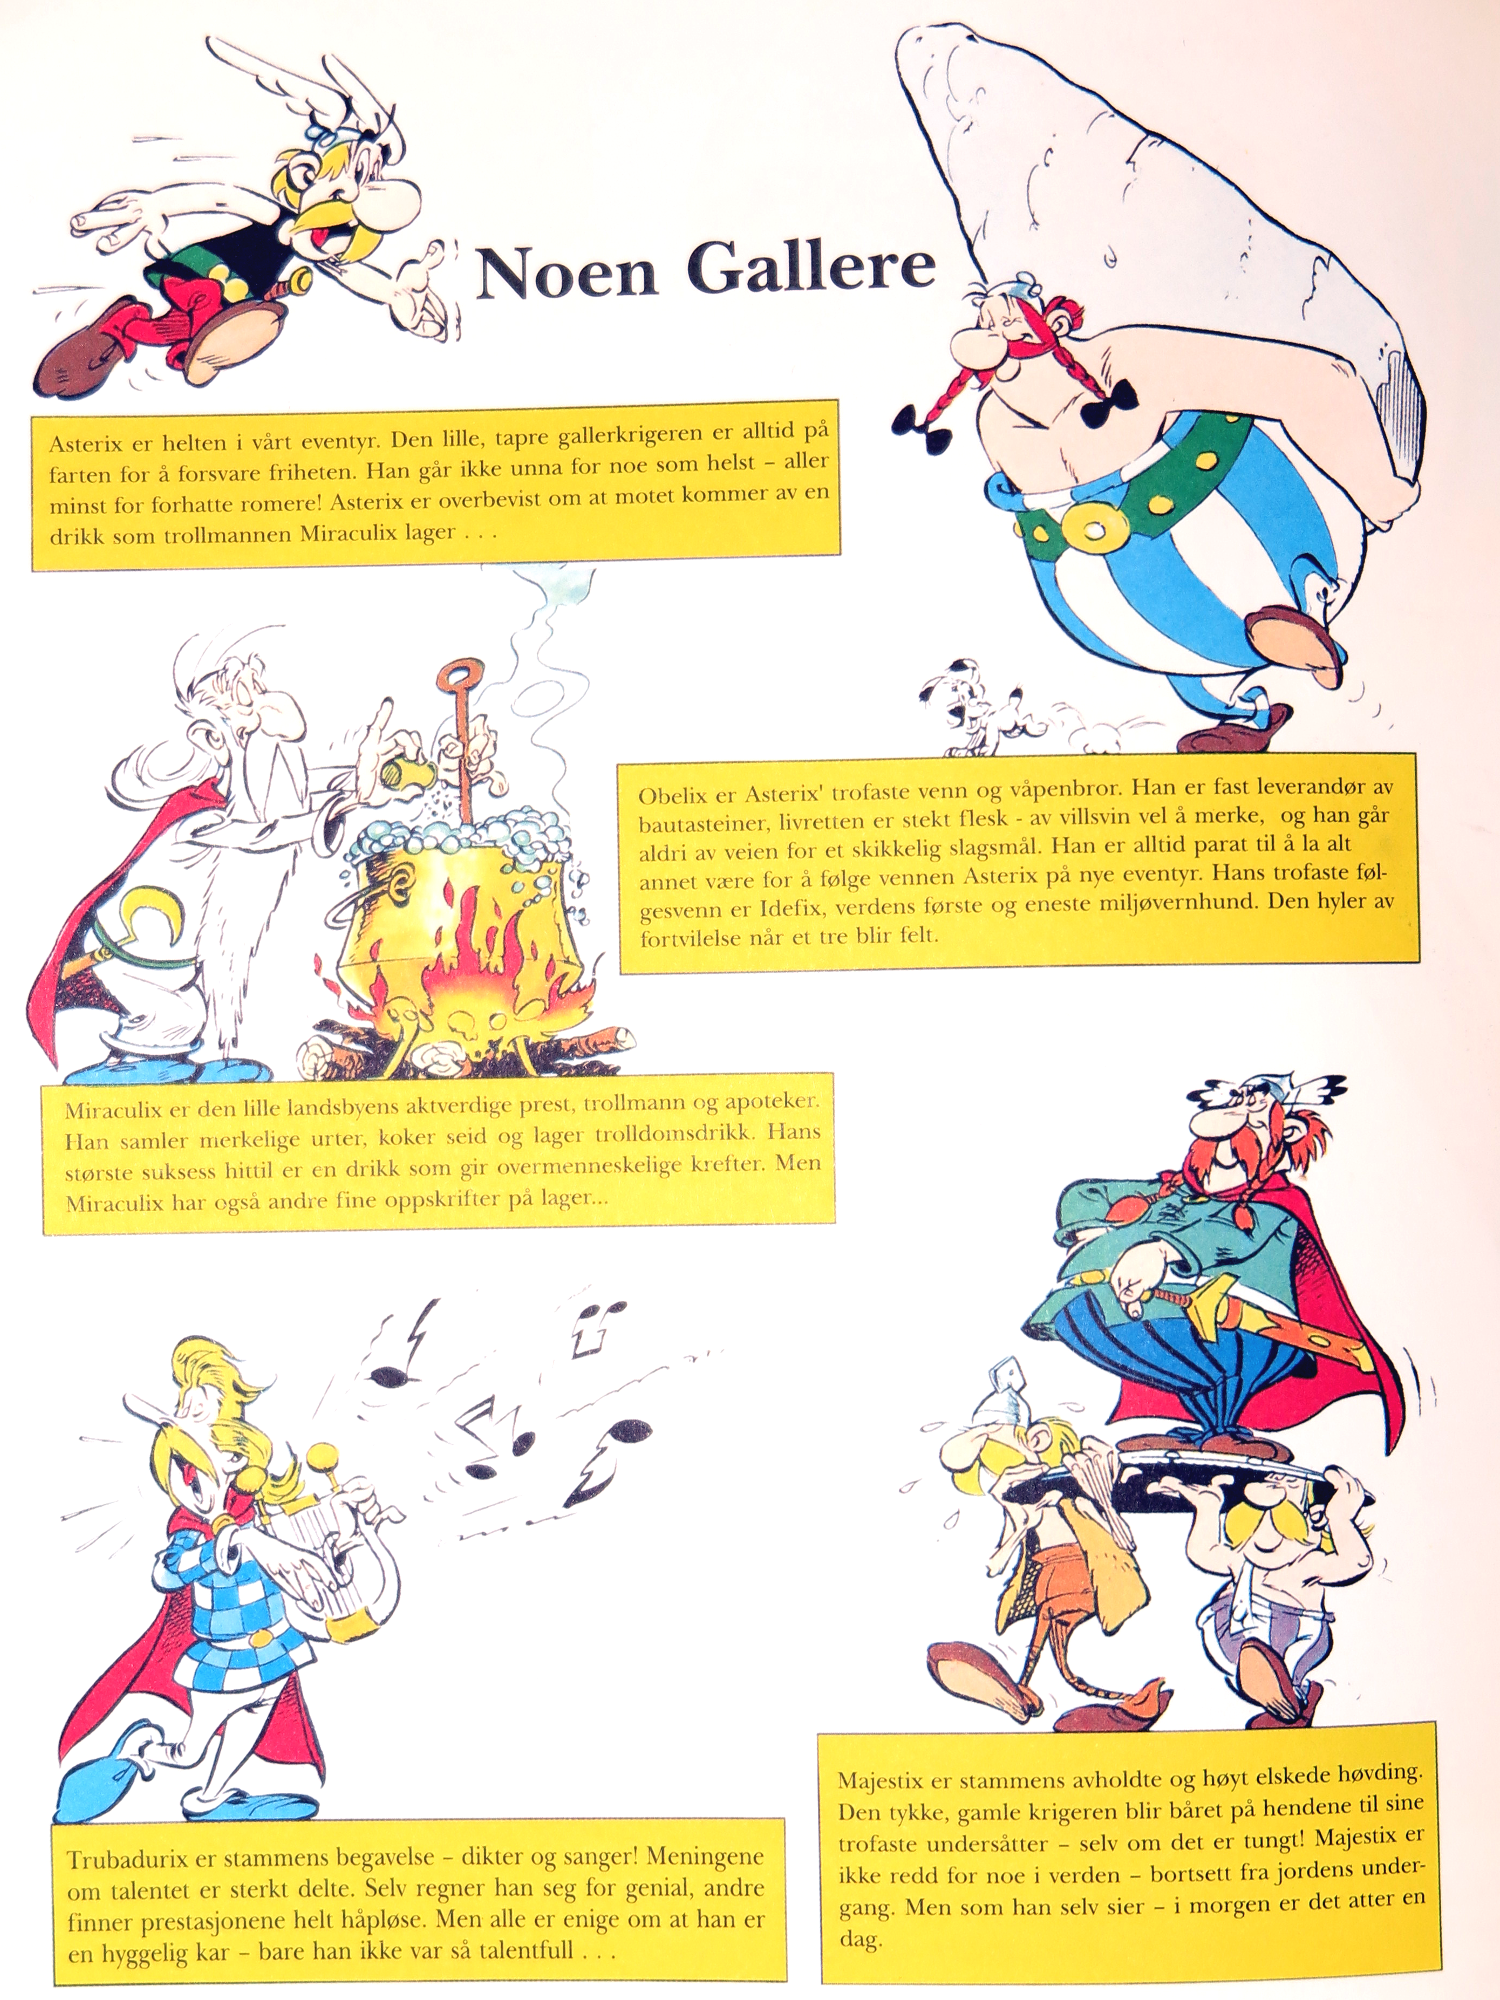 Noen Gallere
Asterix er helten i vårt eventyr. Den lille, tapre gallerkrigeren er alltid på
farten for å forsvare friheten. Han går ikke unna for noe som helst – aller
minst for forhatte romere! Asterix er overbevist om at motet kommer av en
drikk som trollmannen Miraculix lager . . .
Obelix er Asterix' trofaste venn og våpenbror. Han er fast leverandør av
bautasteiner, livretten er stekt flesk - av villsvin vel å merke, og han går
aldri av veien for et skikkelig slagsmål. Han er alltid parat til å la alt
annet være for å følge vennen Asterix på nye eventyr. Hans trofaste føl-
gesvenn er Idefix, verdens første og eneste miljøvernhund. Den hyler av
fortvilelse når et tre blir felt.
Miraculix er den lille landsbyens aktverdige prest, trollmann og apoteker.
Han samler merkelige urter, koker seid og lager trolldomsdrikk. Hans
største suksess hittil er en drikk som gir overmenneskelige krefter. Men
Miraculix har også andre fine oppskrifter på lager...
Majestix er stammens avholdte og høyt elskede høvding.
Den tykke, gamle krigeren blir båret på hendene til sine
trofaste undersåtter – selv om det er tungt! Majestix er
ikke redd for noe i verden – bortsett fra jordens under-
gang. Men som han selv sier – i morgen er det atter en
dag.
Trubadurix er stammens begavelse – dikter og sanger! Meningene
om talentet er sterkt delte. Selv regner han seg for genial, andre
finner prestasjonene helt håpløse. Men alle er enige om at han er
en hyggelig kar – bare han ikke var så talentfull . . .